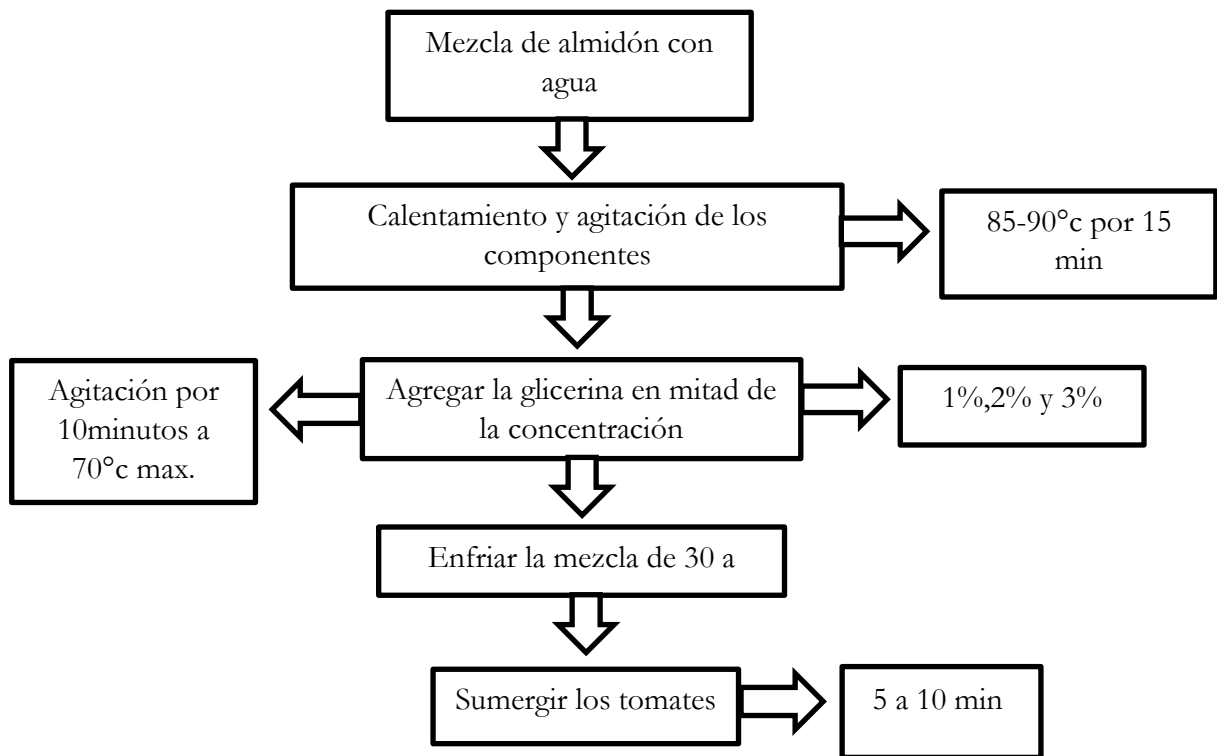 Mezcla de almidón con
agua
Calentamiento y agitación de los
componentes
85-90°c por 15
min
Agregar la glicerina en mitad de
la concentración
Agitación por
10minutos a
70°c max.
1%,2% y 3%
Enfriar la mezcla de 30 a
Sumergir los tomates
5 a 10 min